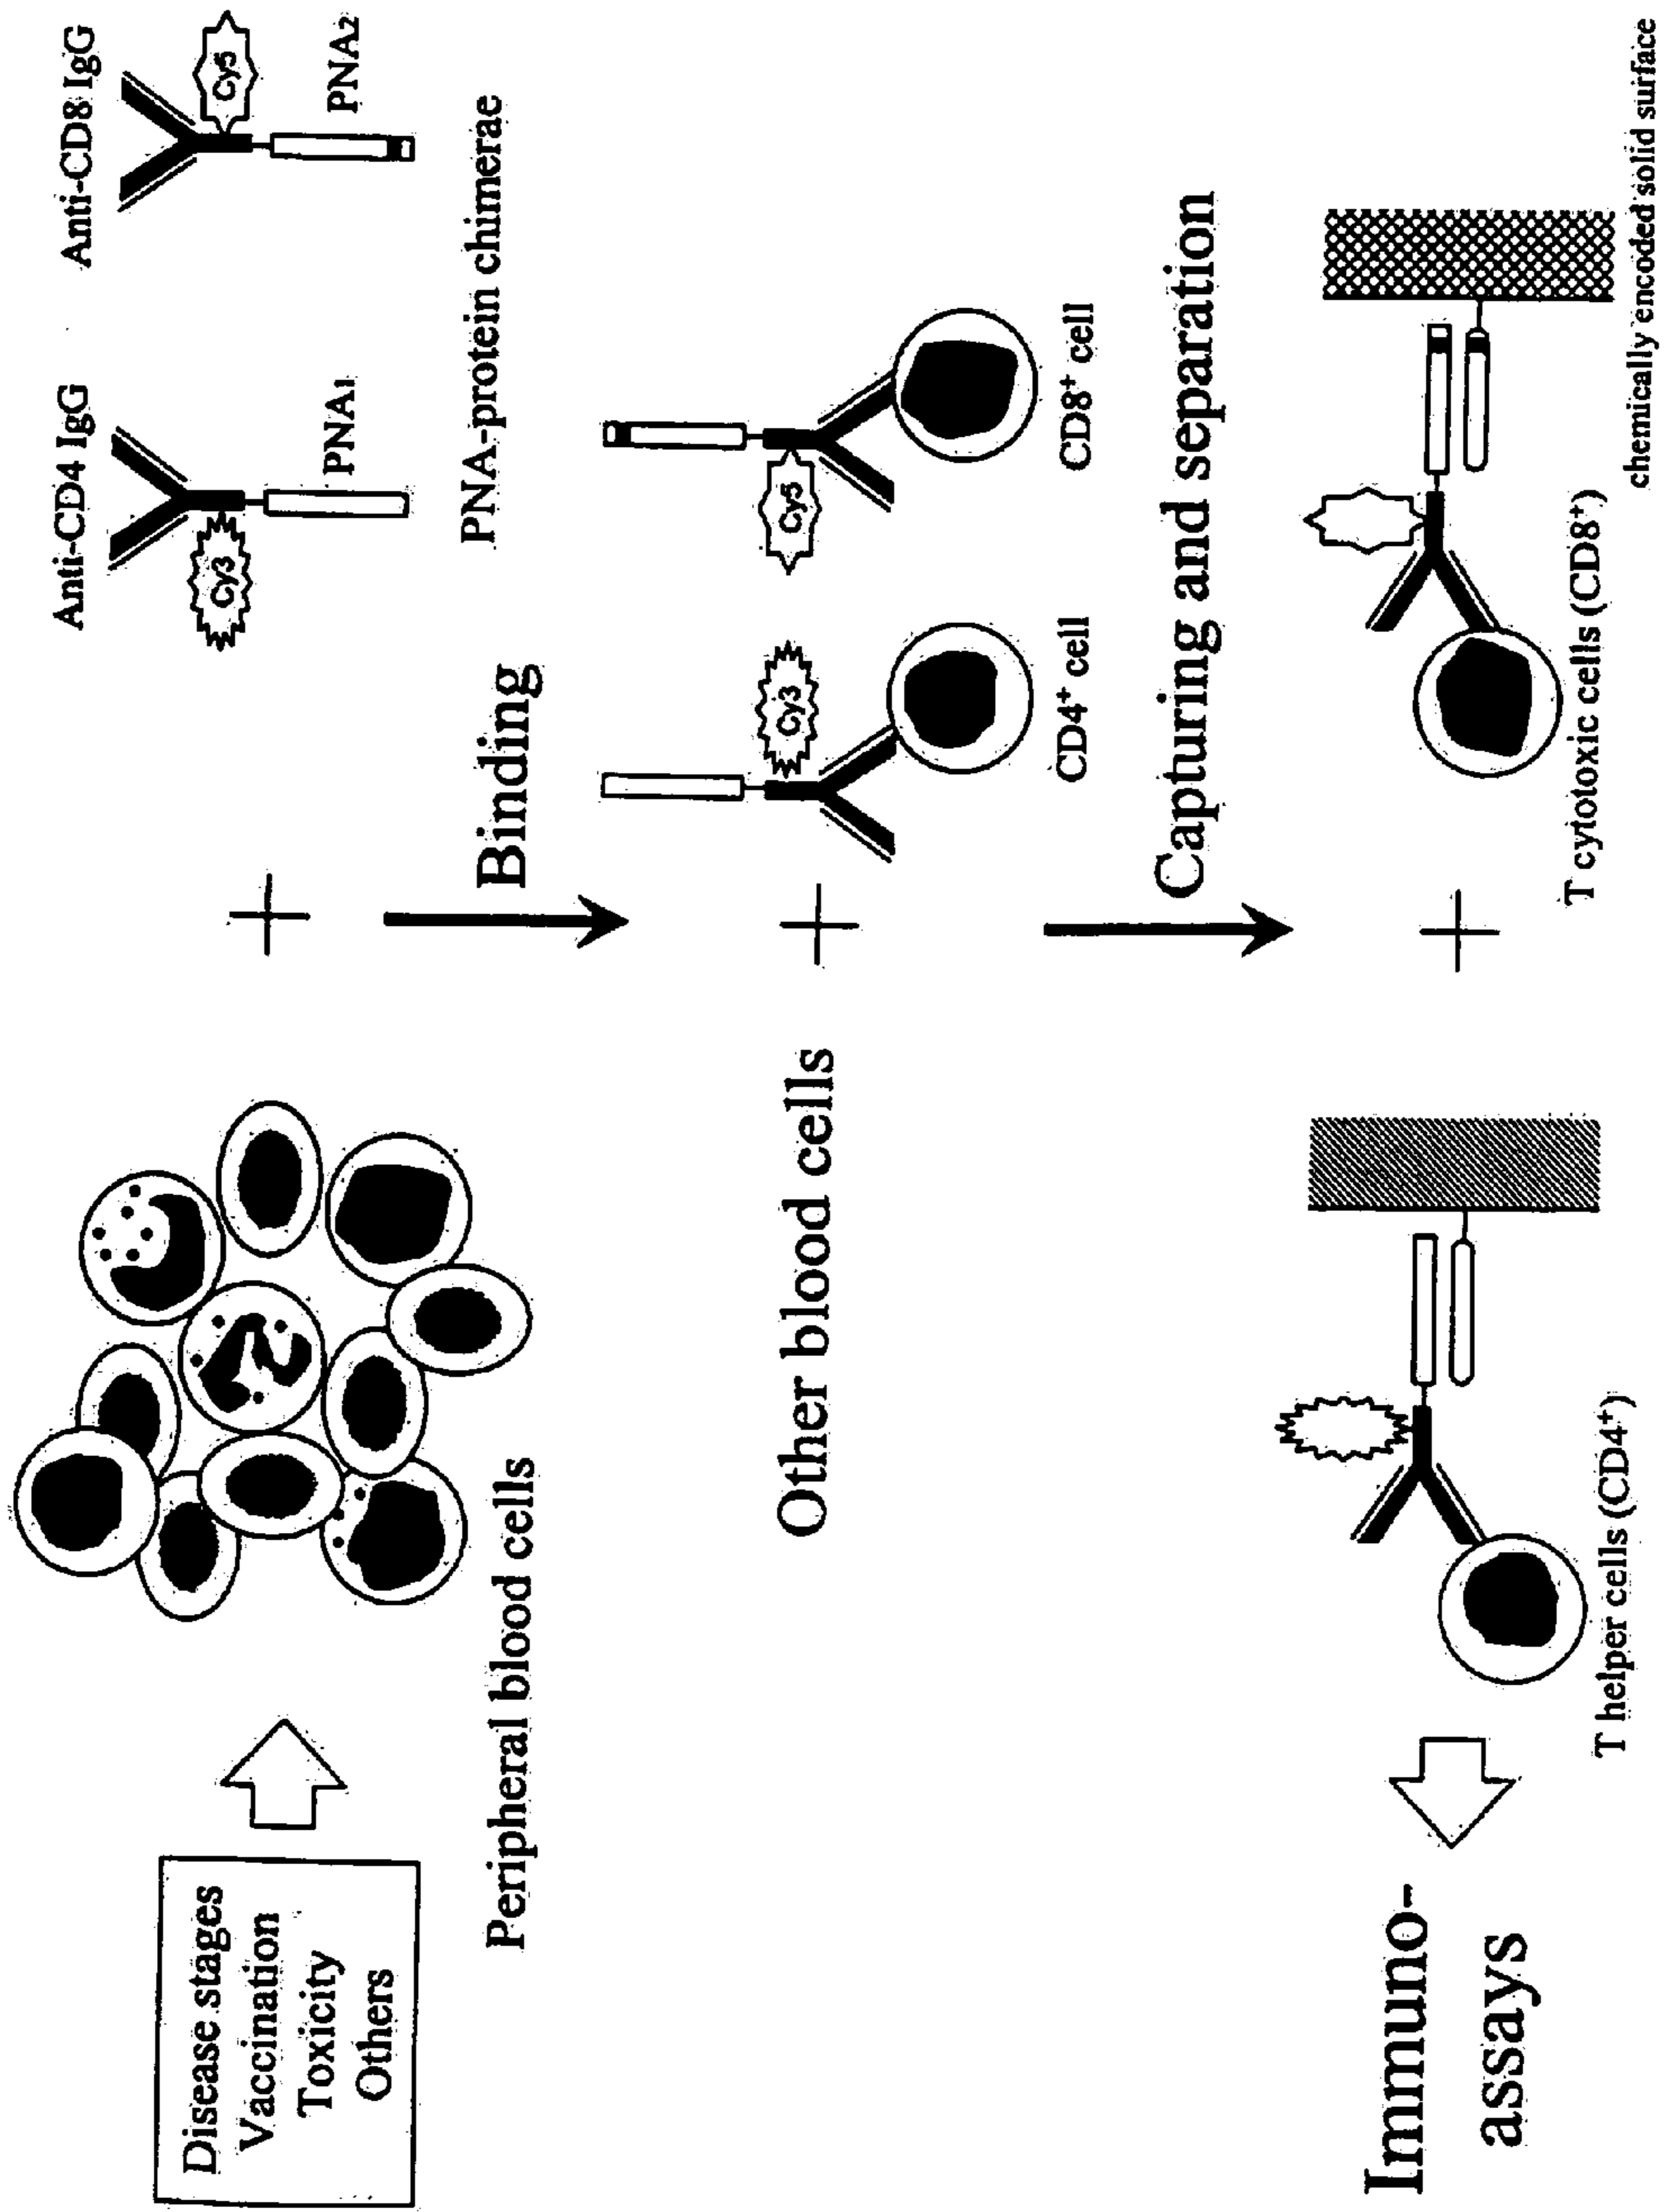 Disease stages
Vaccination
Toxicity
Others
Peripheral blood cells
Anti-CD4 IgG
Cy3
PNA1
Anti-CD8 IgG
Cy5
PNA2
PNA-protein chimerae
Binding
Other blood cells
Cy3
CD4⁺ cell
Cy5
CD8⁺ cell
Capturing and separation
Immuno-
assays
T helper cells (CD4⁺)
T cytotoxic cells (CD8⁺)
chemically encoded solid surface